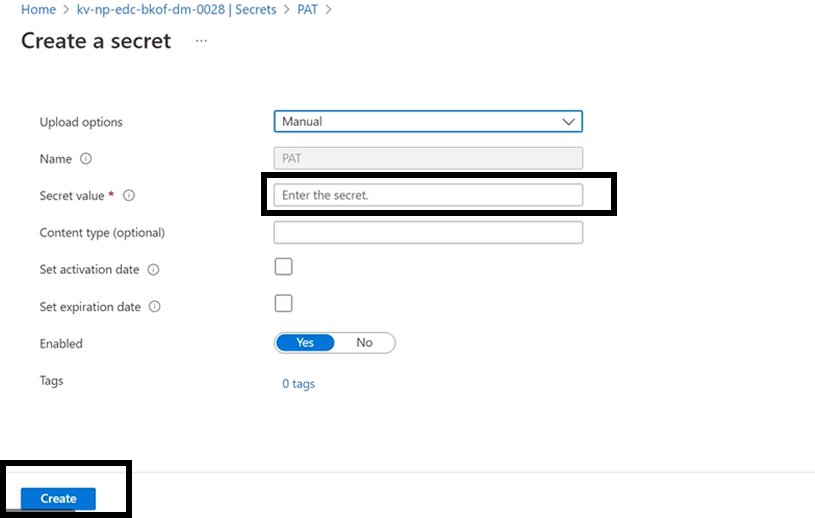 Home > kv-np-edc-bkof-dm-0028 | Secrets > PAT >
Create a secret ...
Upload options Manual
Name PAT
Secret value * Enter the secret.
Content type (optional)
Set activation date
Set expiration date
Enabled Yes No
Tags 0 tags
Create